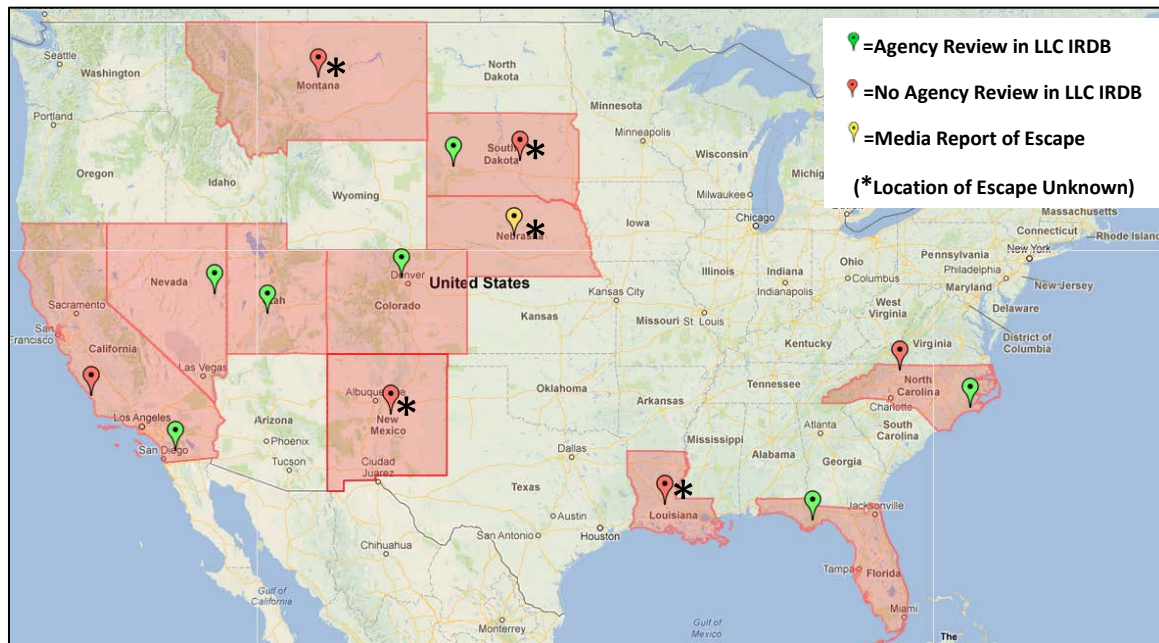 =Agency Review in LLC IRDB
=No Agency Review in LLC IRDB
=Media Report of Escape
(*Location of Escape Unknown)
Seattle
Washington
North
Dakota
Montana
*
Minnesota
Portland
Minneapolis
South
Dakota
*
Wisconsin
Oregon
Idaho
Wyoming
Milwaukee
Massachusetts
Connecticut
Rhode Island
Nebraska
*
Iowa
Chicago
New York
Pennsylvania
Nevada
Utah
Denver
United States
Colorado
Illinois
Indiana
Ohio
Columbus
Philadelphia
New Jersey
Indianapolis
Maryland
Sacramento
Kansas City
Delaware
San
Francisco
Kansas
Missouri
St Louis
West
Virginia
District of
Columbia
California
Kentucky
Virginia
Las Vegas
Albuquerque
*
Oklahoma
Tennessee
North
Carolina
Charlotte
Los Angeles
Arizona
New
Mexico
Arkansas
South
Carolina
Phoenix
Atlanta
San Diego
Mississippi
Tucson
Dallas
Alabama
Georgia
Ciudad
Juarez
Texas
*
Louisiana
Jacksonville
Austin
San Antonio
Houston
Chihuahua
Tampa
Florida
Gulf of
California
Miami
Monterrey
Gulf of
Mexico
The